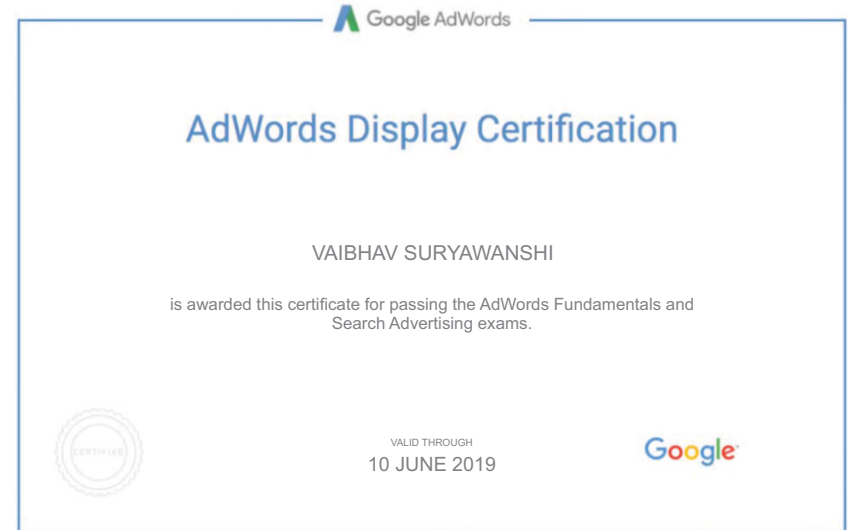 Google AdWords
AdWords Display Certification
VAIBHAV SURYAWANSHI
is awarded this certificate for passing the AdWords Fundamentals and
Search Advertising exams.
CERTIFIED
VALID THROUGH
10 JUNE 2019
Google